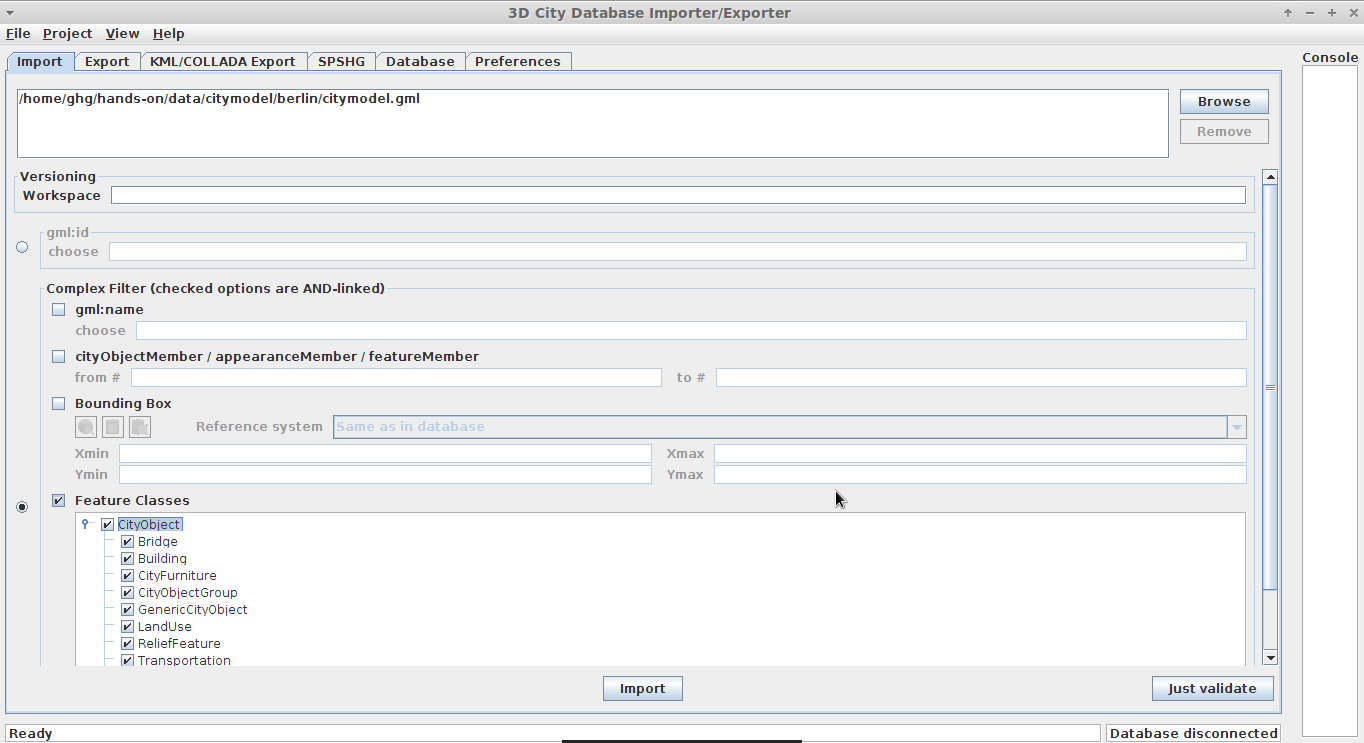 3D City Database Importer/Exporter
File Project View Help
Import Export KML/COLLADA Export SPSHG Database Preferences
Console
/home/ghg/hands-on/data/citymodel/berlin/citymodel.gml
Browse
Remove
Versioning
Workspace
gml:id
choose
Complex Filter (checked options are AND-linked)
gml:name
choose
cityObjectMember / appearanceMember / featureMember
from # to #
Bounding Box
Reference system Same as in database
Xmin Xmax
Ymin Ymax
Feature Classes
CityObject
Bridge
Building
CityFurniture
CityObjectGroup
GenericCityObject
LandUse
ReliefFeature
Transportation
Import Just validate
Ready Database disconnected